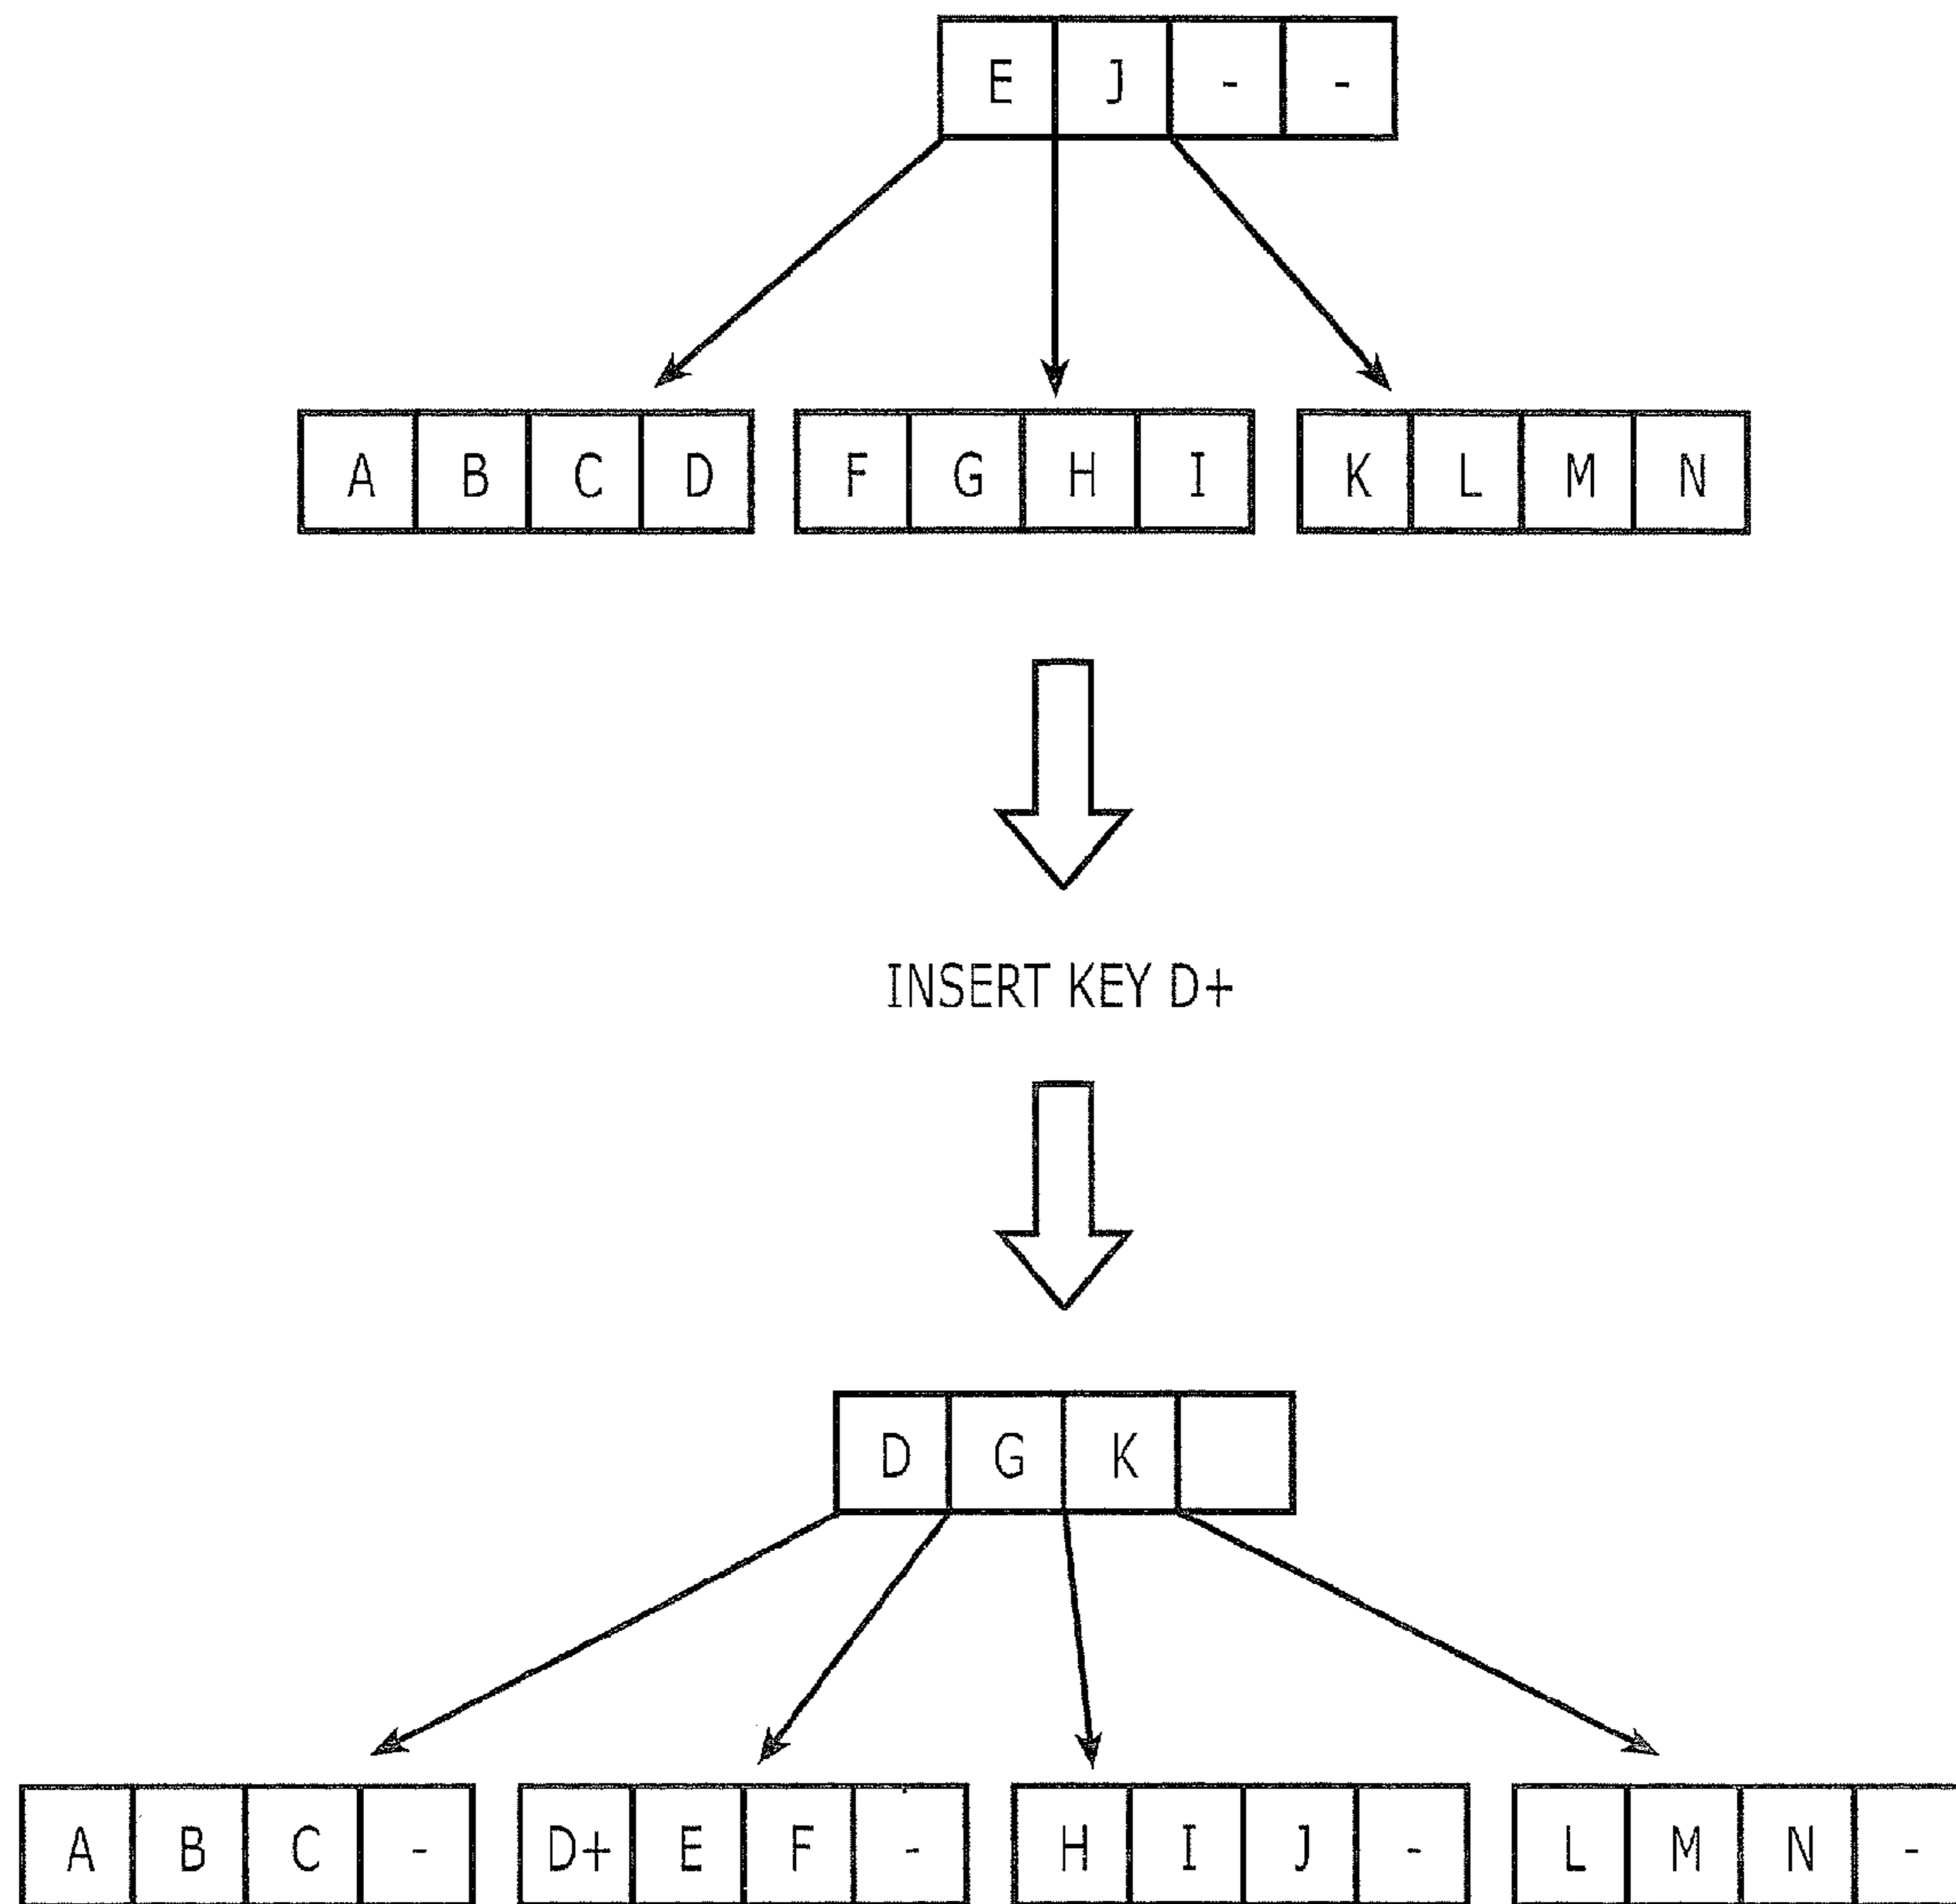 E J - -
A B C D F G H I K L M N
INSERT KEY D+
D G K
A B C - D+ E F - H I J - L M N -